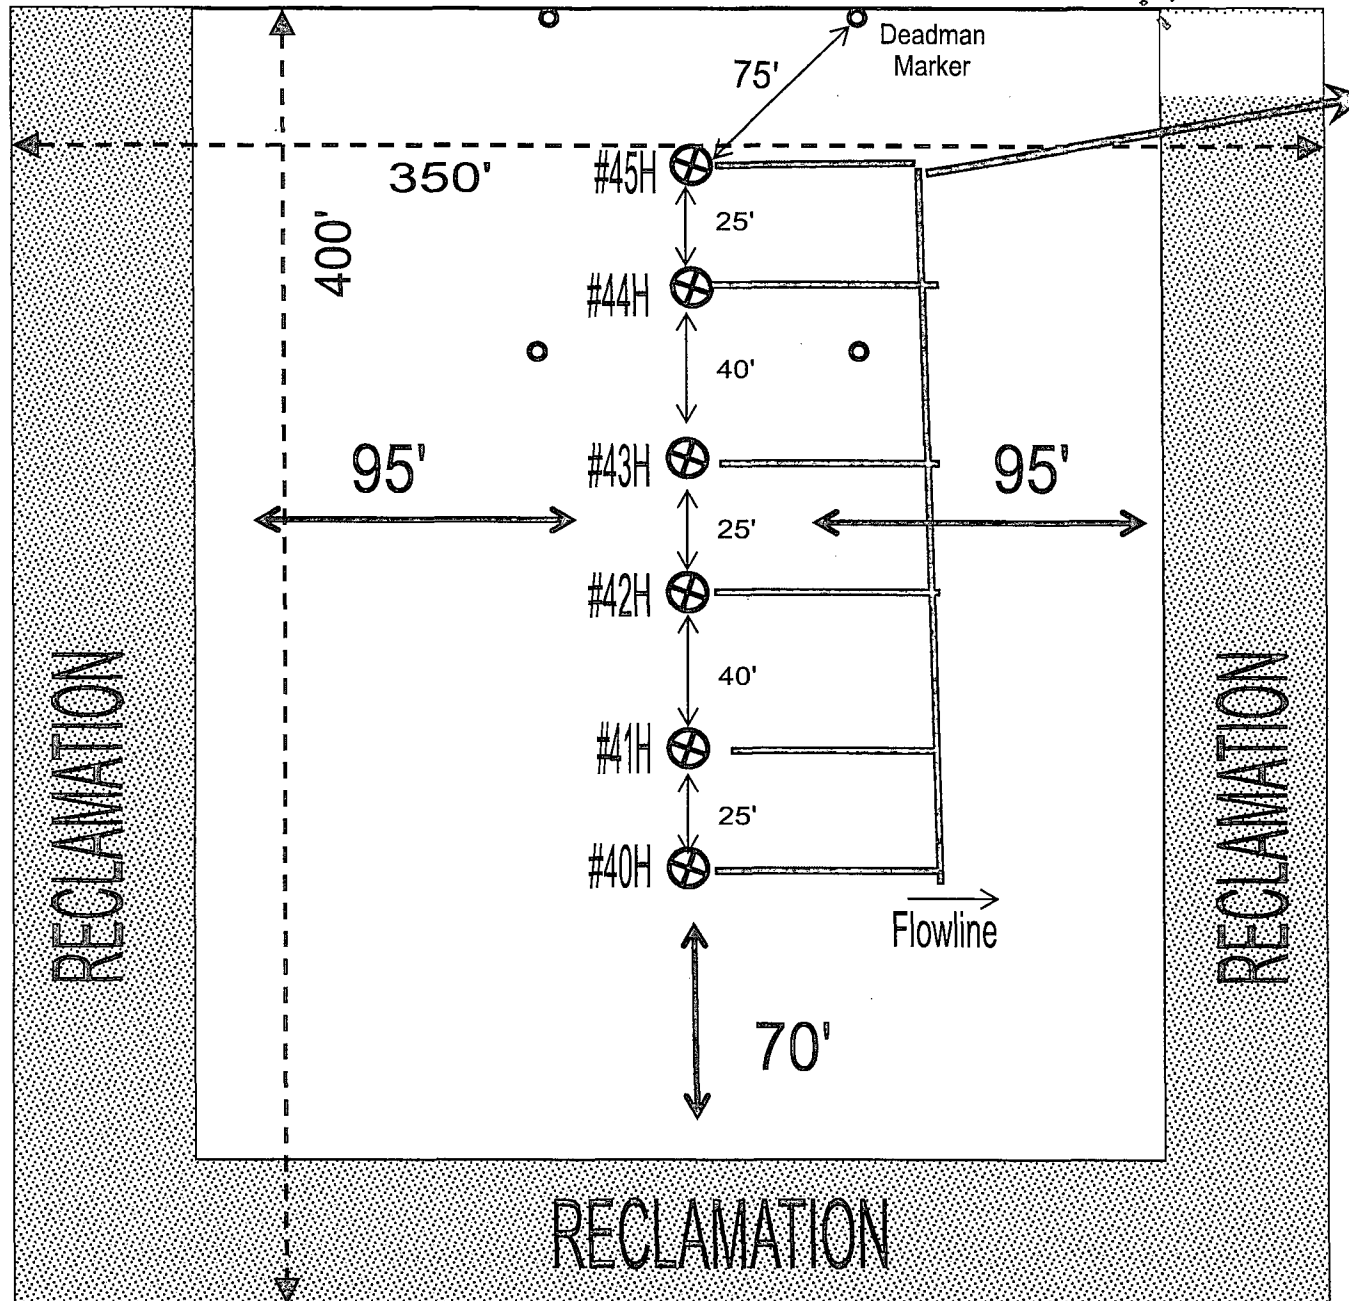 Deadman
Marker
75'
350'
400'
#45H
25'
#44H
40'
95'
#43H
95'
25'
#42H
40'
RECLAMATION
RECLAMATION
#41H
25'
#40H
Flowline
70'
RECLAMATION